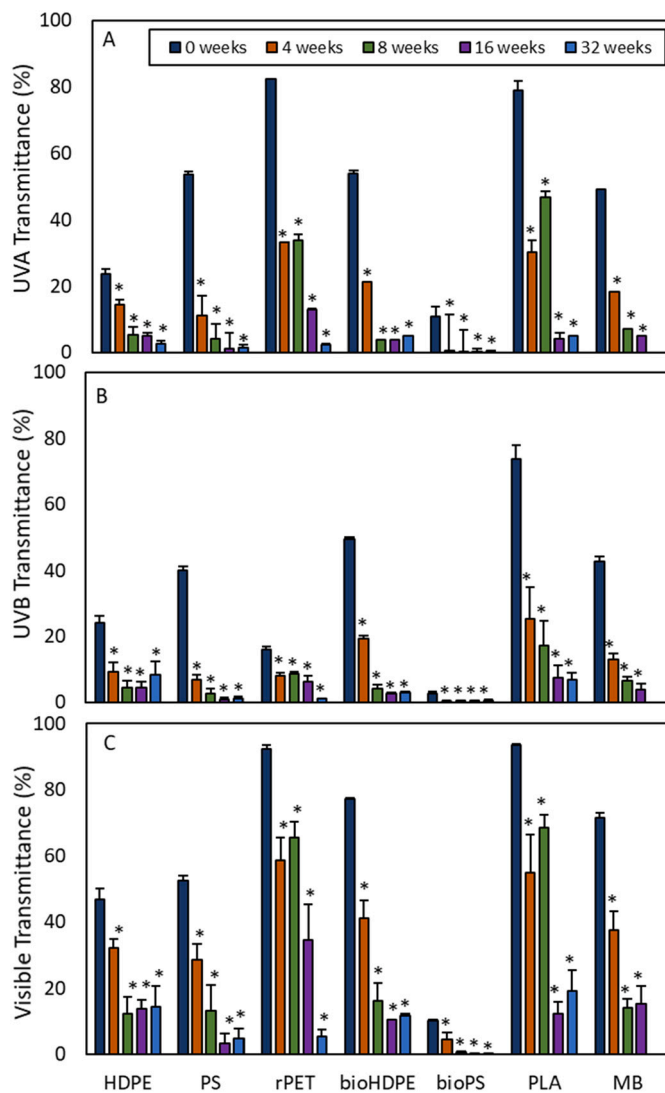 100
A
0 weeks 4 weeks 8 weeks 16 weeks 32 weeks
80
60
40
20
0
UVA Transmittance (%)
* * * *
* * * *
* * * *
* * * *
* * * *
* * * *
* * *
100
B
80
60
40
20
0
UVB Transmittance (%)
* * * *
* * * *
* * * *
* * * *
* * * *
* * * *
* * *
100
C
80
60
40
20
0
Visible Transmittance (%)
* * * *
* * * *
* * * *
* * * *
* * * *
* * * *
* * *
HDPE PS rPET bioHDPE bioPS PLA MB